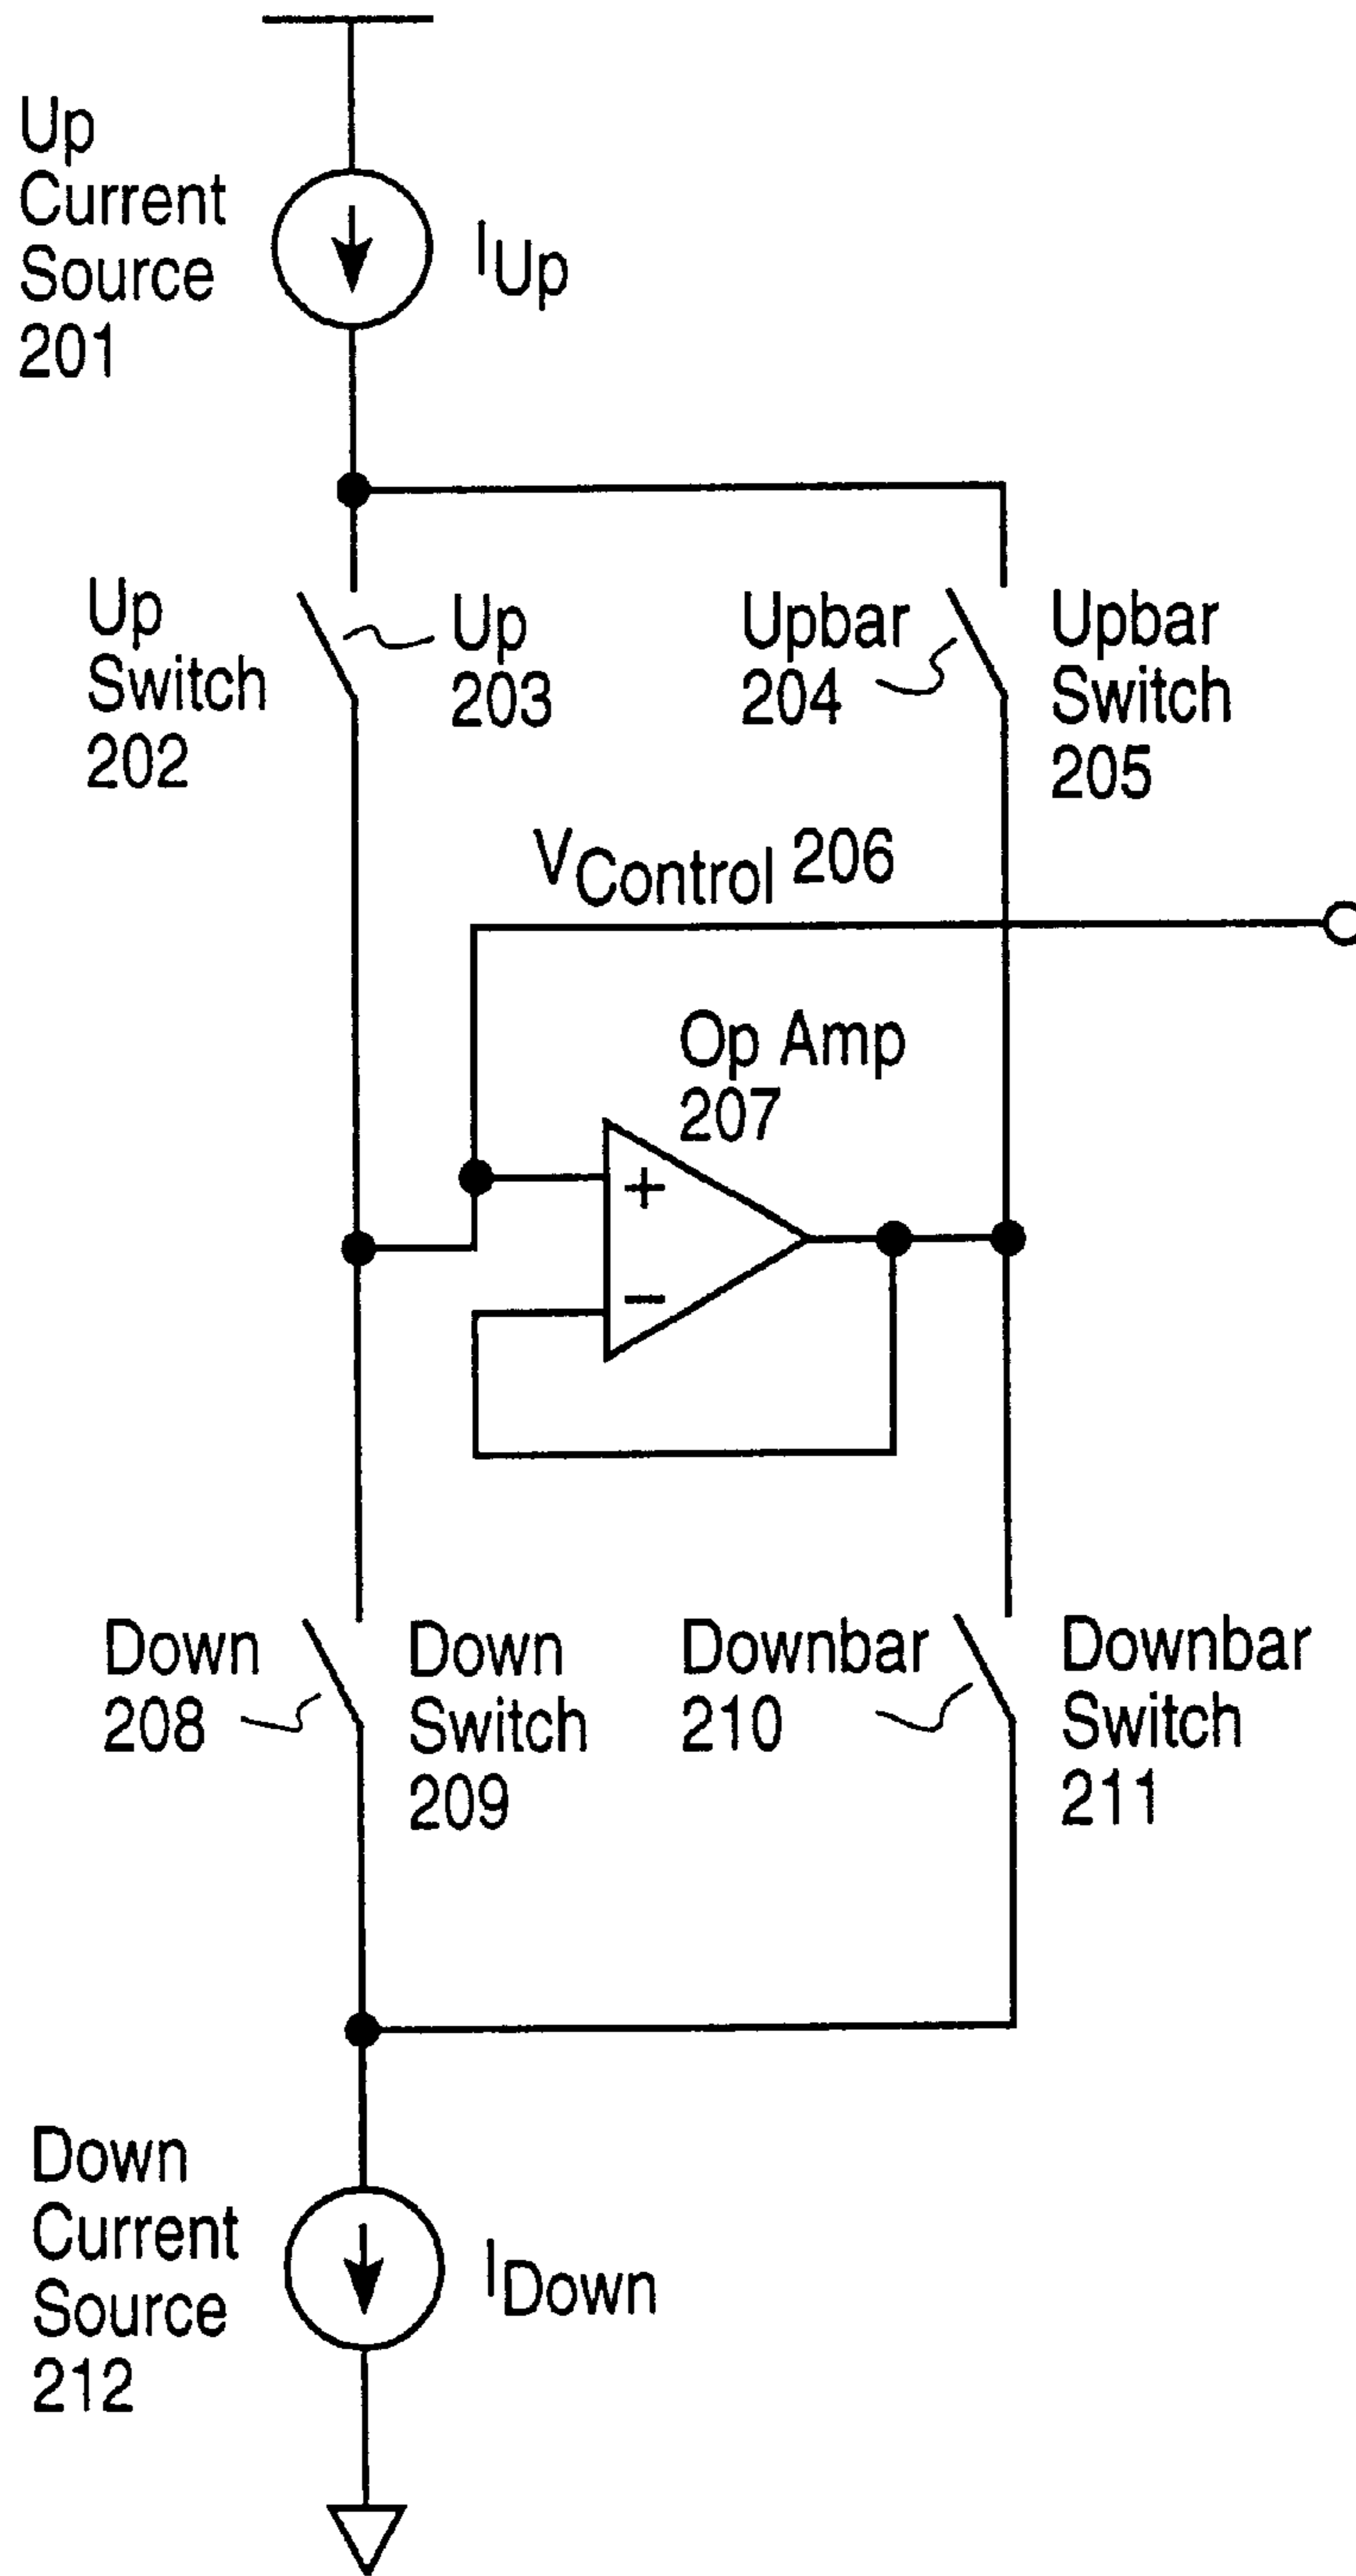 Up
Current
Source
201
IUp
Up
Switch
202
Up
203
Upbar
204
Upbar
Switch
205
VControl 206
Op Amp
207
+
−
Down
208
Down
Switch
209
Downbar
210
Downbar
Switch
211
Down
Current
Source
212
IDown